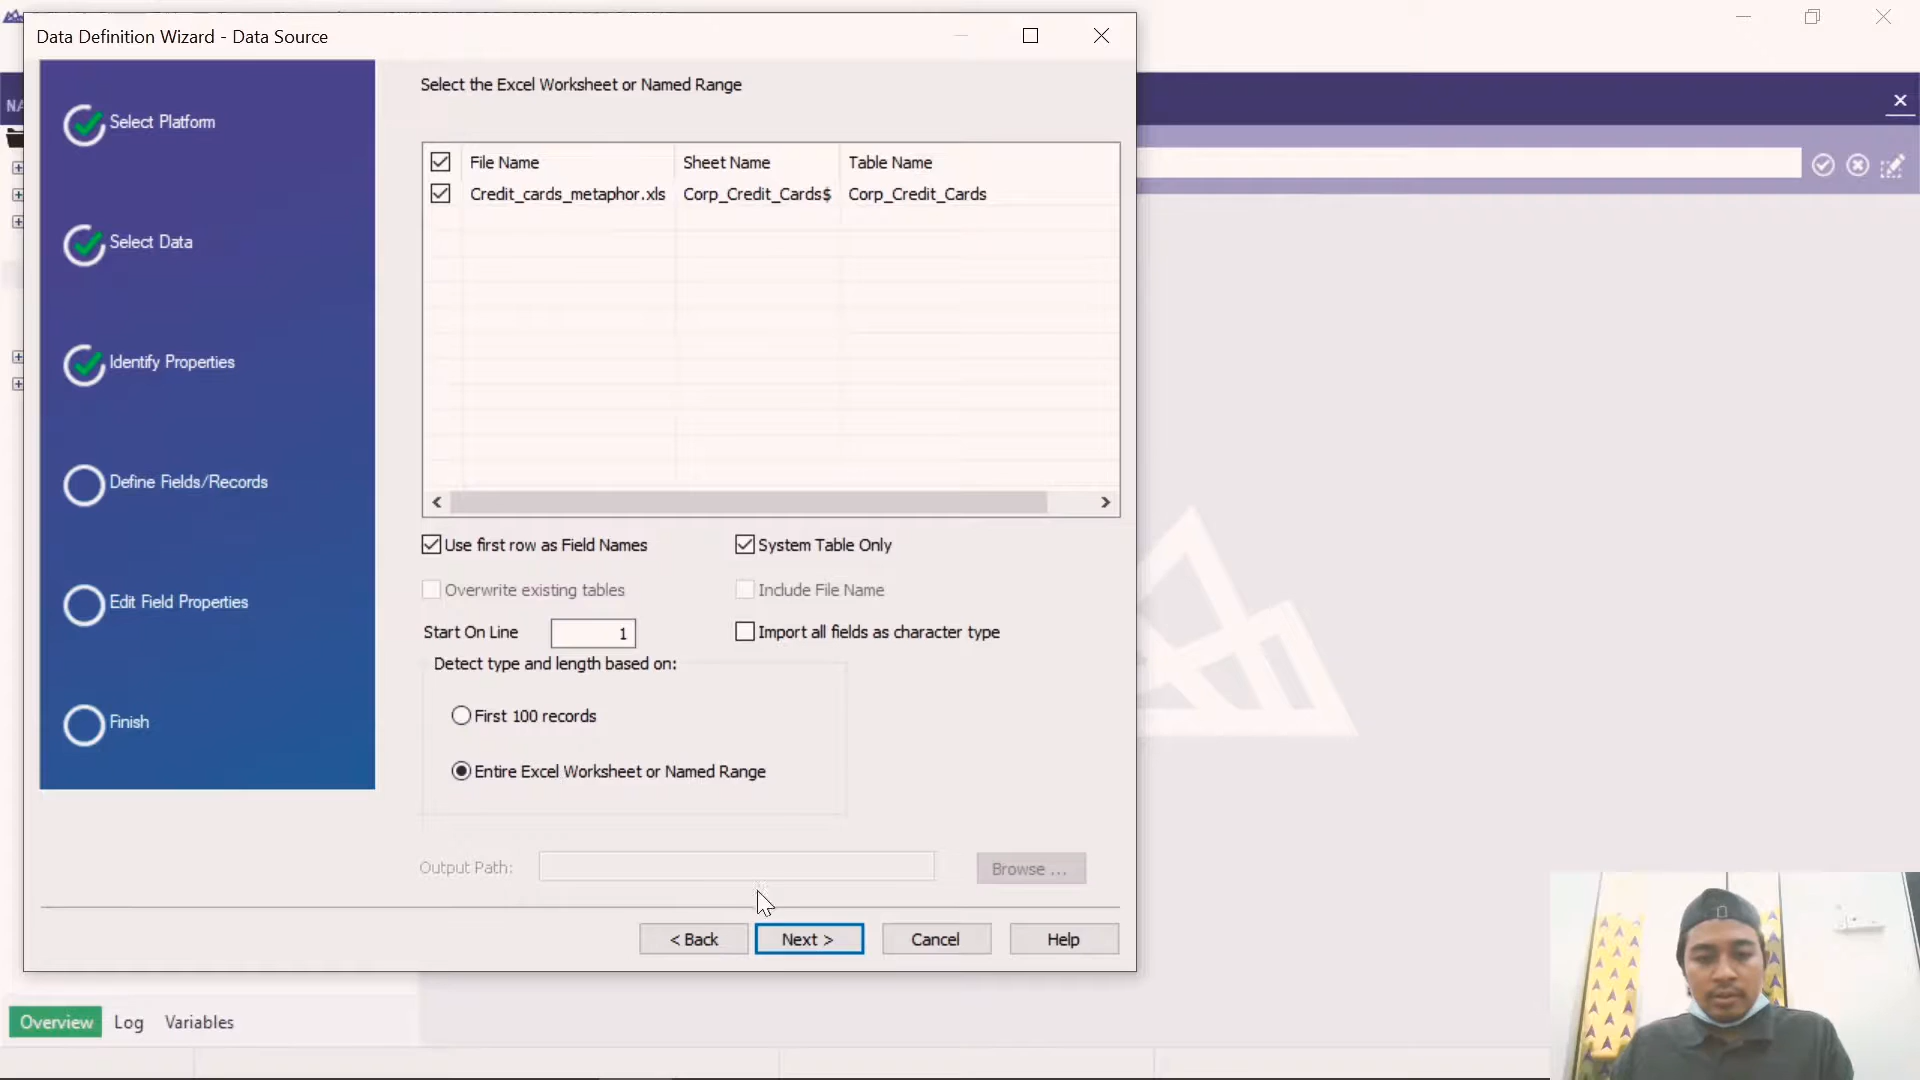 Data Definition Wizard - Data Source
NA
Select Platform
Select Data
Identify Properties
Define Fields/Records
Edit Field Properties
Finish
Select the Excel Worksheet or Named Range
File Name Sheet Name Table Name
Credit_cards_metaphor.xls Corp_Credit_Cards$ Corp_Credit_Cards
Use first row as Field Names System Table Only
Overwrite existing tables Include File Name
Start On Line 1 Import all fields as character type
Detect type and length based on:
First 100 records
Entire Excel Worksheet or Named Range
Output Path: Browse ...
< Back Next > Cancel Help
Overview Log Variables